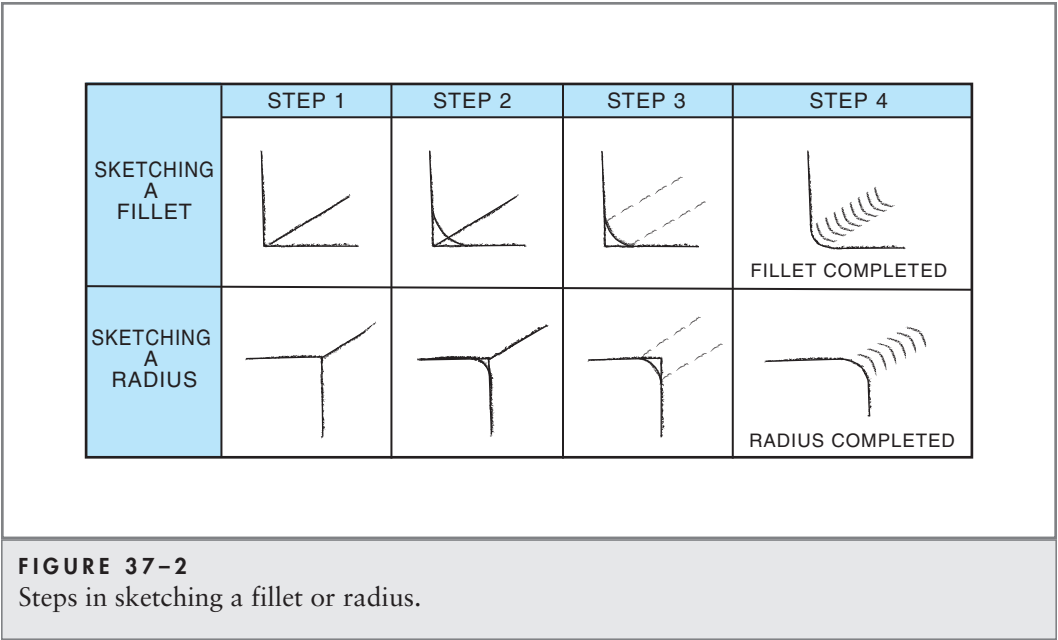 STEP 1
STEP 2
STEP 3
STEP 4
SKETCHING
A
FILLET
FILLET COMPLETED
SKETCHING
A
RADIUS
RADIUS COMPLETED
FIGURE 37–2
Steps in sketching a fillet or radius.